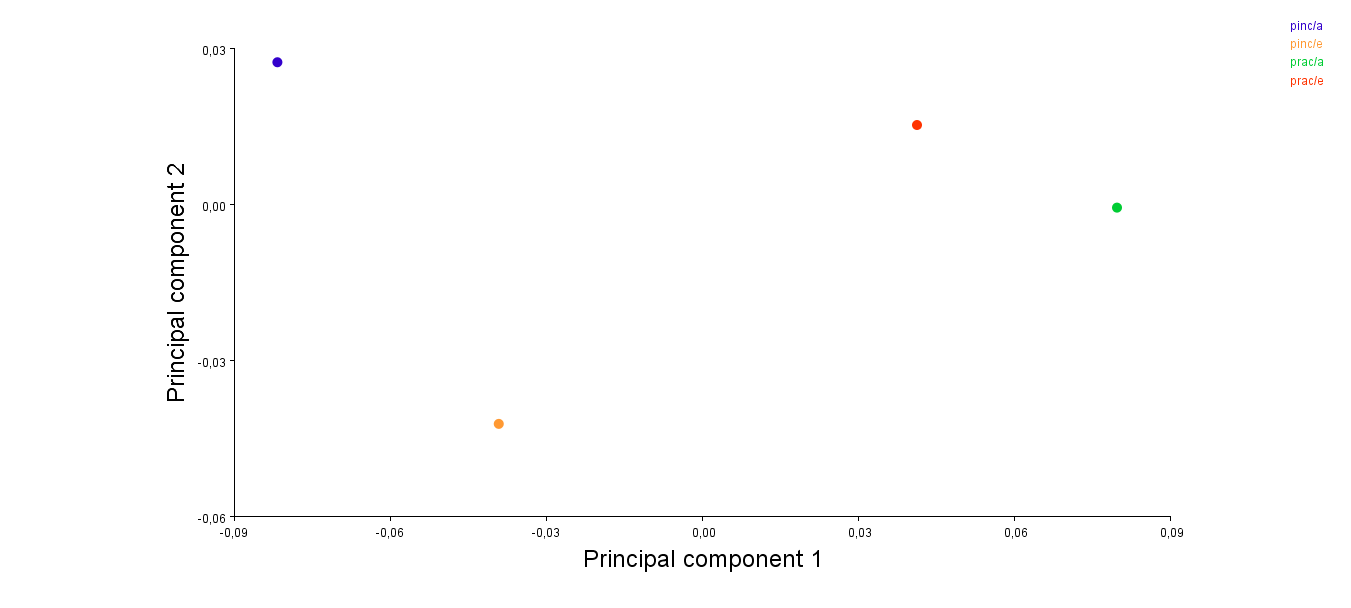 pinc/a
pinc/e
prac/a
prac/e
0,03
0,00
-0,03
-0,06
Principal component 2
-0,09
-0,06
-0,03
0,00
0,03
0,06
0,09
Principal component 1